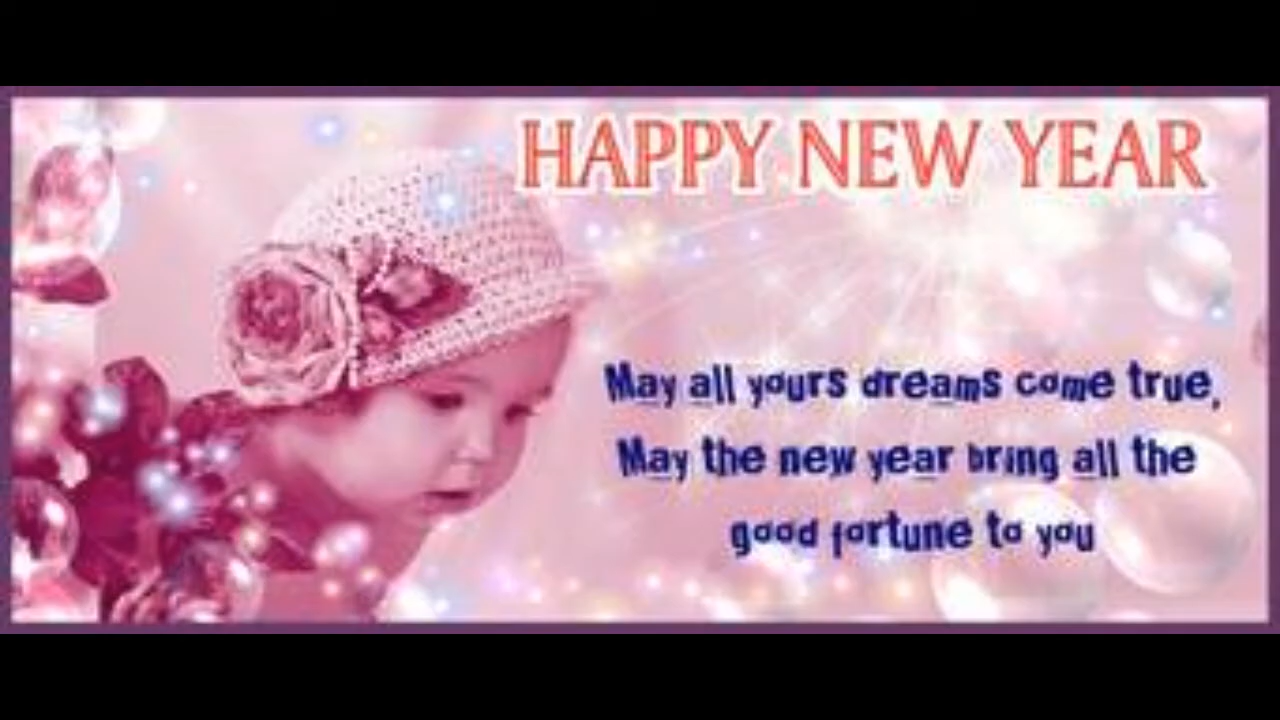 HAPPY NEW YEAR
May all yours dreams come true,
May the new year bring all the
good fortune to you